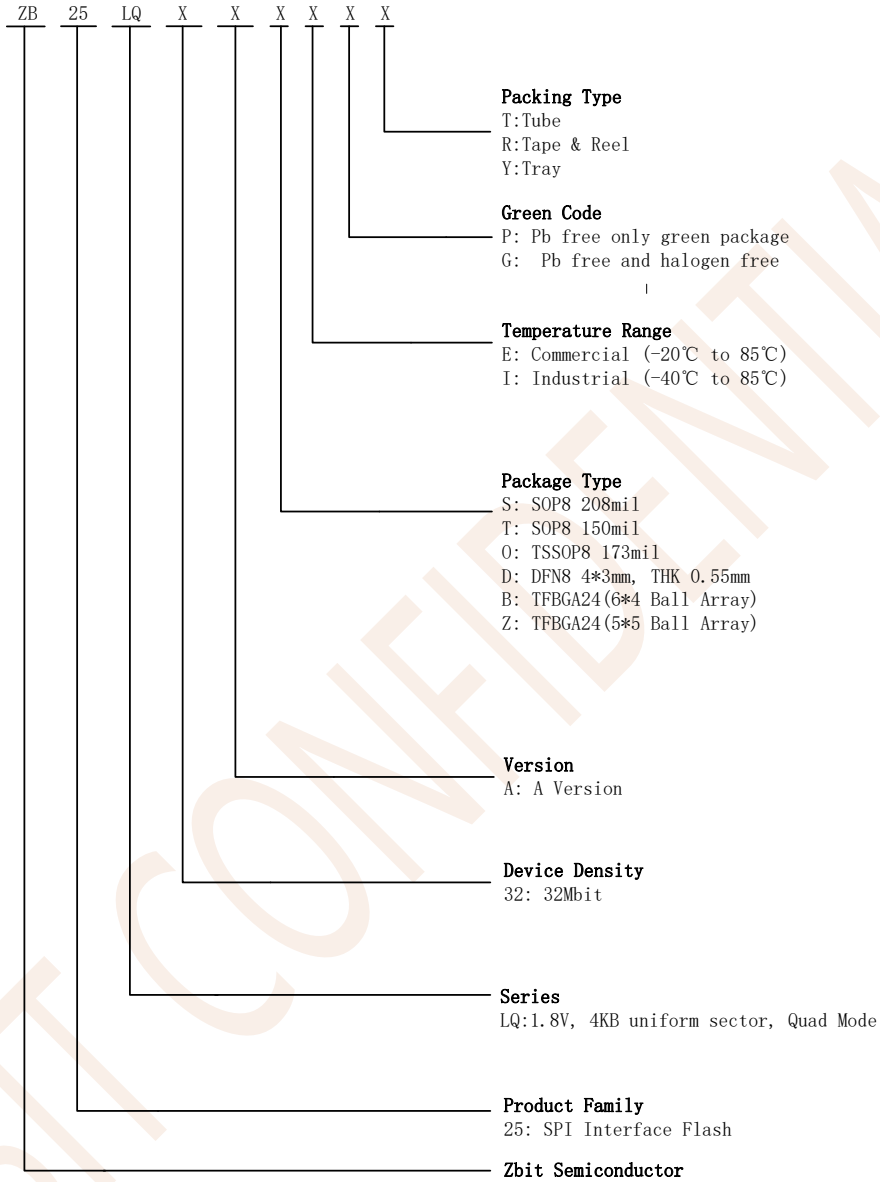 ZB 25 LQ X X X X X X
Packing Type
T:Tube
R:Tape & Reel
Y:Tray
Green Code
P: Pb free only green package
G: Pb free and halogen free
Temperature Range
E: Commercial (-20℃ to 85℃)
I: Industrial (-40℃ to 85℃)
Package Type
S: SOP8 208mil
T: SOP8 150mil
O: TSSOP8 173mil
D: DFN8 4*3mm, THK 0.55mm
B: TFBGA24(6*4 Ball Array)
Z: TFBGA24(5*5 Ball Array)
Version
A: A Version
Device Density
32: 32Mbit
Series
LQ:1.8V, 4KB uniform sector, Quad Mode
Product Family
25: SPI Interface Flash
Zbit Semiconductor